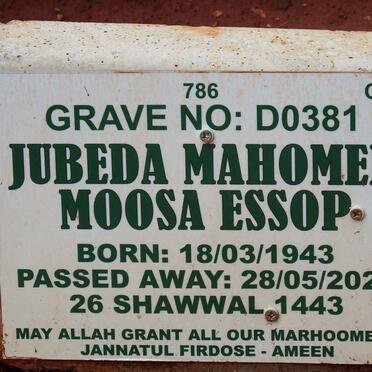 786
GRAVE NO: D0381
JUBEDA MAHOMED
MOOSA ESSOP
BORN: 18/03/1943
PASSED AWAY: 28/05/202
26 SHAWWAL 1443
MAY ALLAH GRANT ALL OUR MARHOOME
JANNATUL FIRDOSE - AMEEN